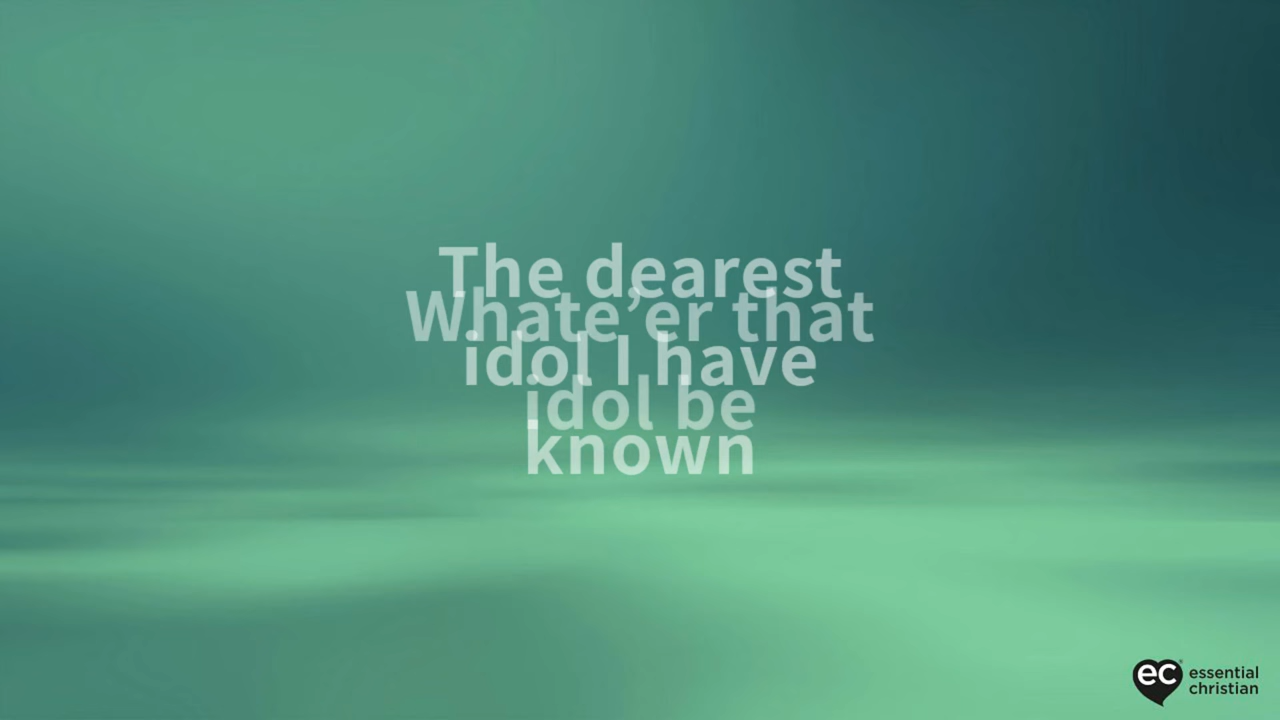 The dearest
Whate’er that
idol I have
idol be
known
ec
essential
christian